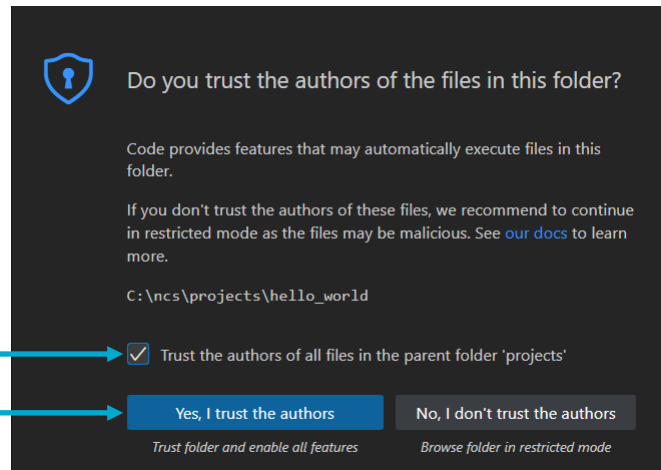 Do you trust the authors of the files in this folder?
Code provides features that may automatically execute files in this
folder.
If you don't trust the authors of these files, we recommend to continue
in restricted mode as the files may be malicious. See our docs to learn
more.
C:\ncs\projects\hello_world
Trust the authors of all files in the parent folder 'projects'
Yes, I trust the authors
No, I don't trust the authors
Trust folder and enable all features
Browse folder in restricted mode